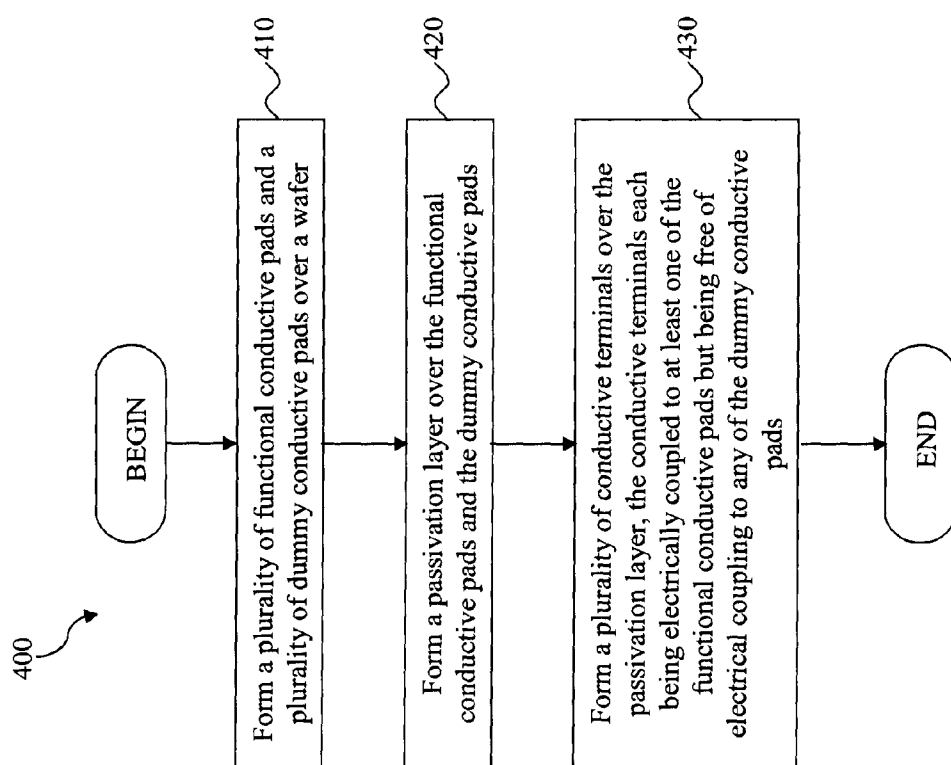 400
BEGIN
Form a plurality of functional conductive pads and a
plurality of dummy conductive pads over a wafer
410
Form a passivation layer over the functional
conductive pads and the dummy conductive pads
420
Form a plurality of conductive terminals over the
passivation layer, the conductive terminals each
being electrically coupled to at least one of the
functional conductive pads but being free of
electrical coupling to any of the dummy conductive
pads
430
END